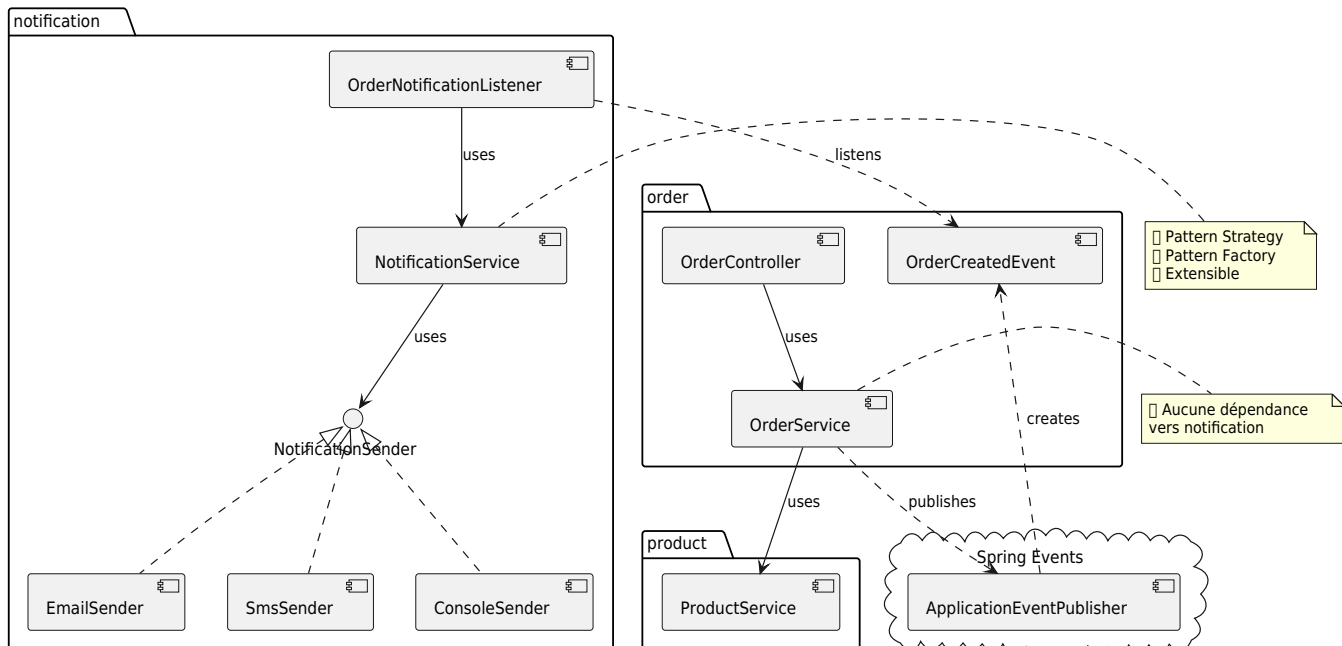 notification
OrderNotificationListener
uses
listens
order
NotificationService
OrderController
OrderCreatedEvent
Pattern Strategy
Pattern Factory
Extensible
uses
uses
NotificationSender
OrderService
creates
Aucune dépendance
vers notification
uses
publishes
product
Spring Events
EmailSender
SmsSender
ConsoleSender
ProductService
ApplicationEventPublisher